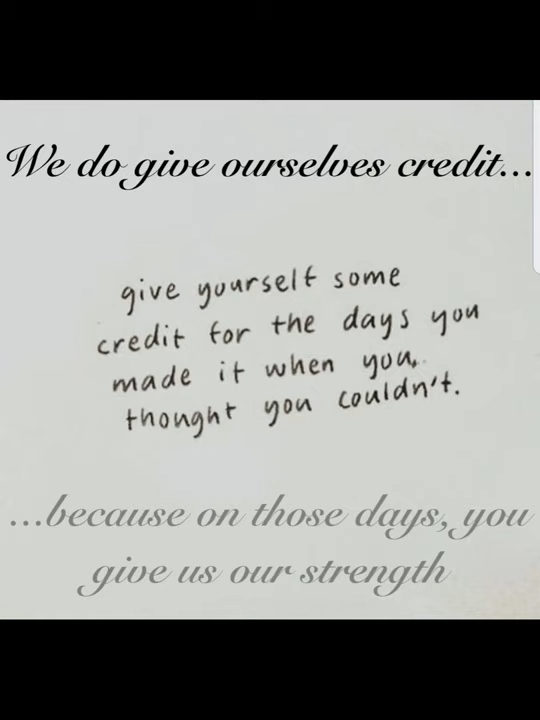 We do give ourselves credit...
give yourself some
credit for the days you
made it when you
thought you couldn't.
...because on those days, you
give us our strength